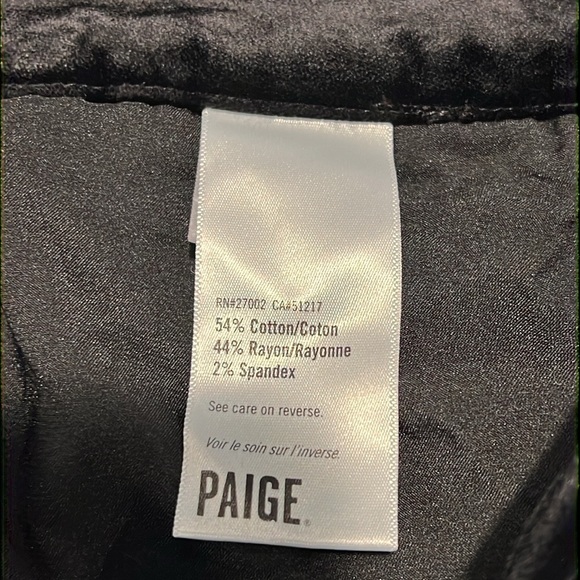 RN#27002 CA#51217
54% Cotton/Coton
44% Rayon/Rayonne
2% Spandex
See care on reverse.
Voir le soin sur l'inverse.
PAIGE®